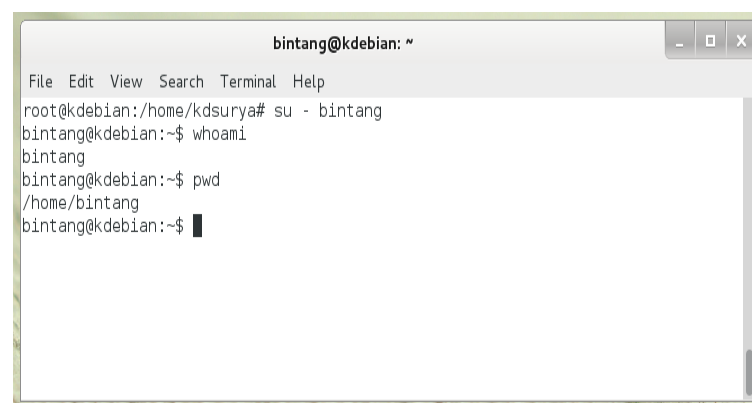 bintang@kdebian: ~
File Edit View Search Terminal Help
root@kdebian:/home/kdsurya# su - bintang
bintang@kdebian:~$ whoami
bintang
bintang@kdebian:~$ pwd
/home/bintang
bintang@kdebian:~$